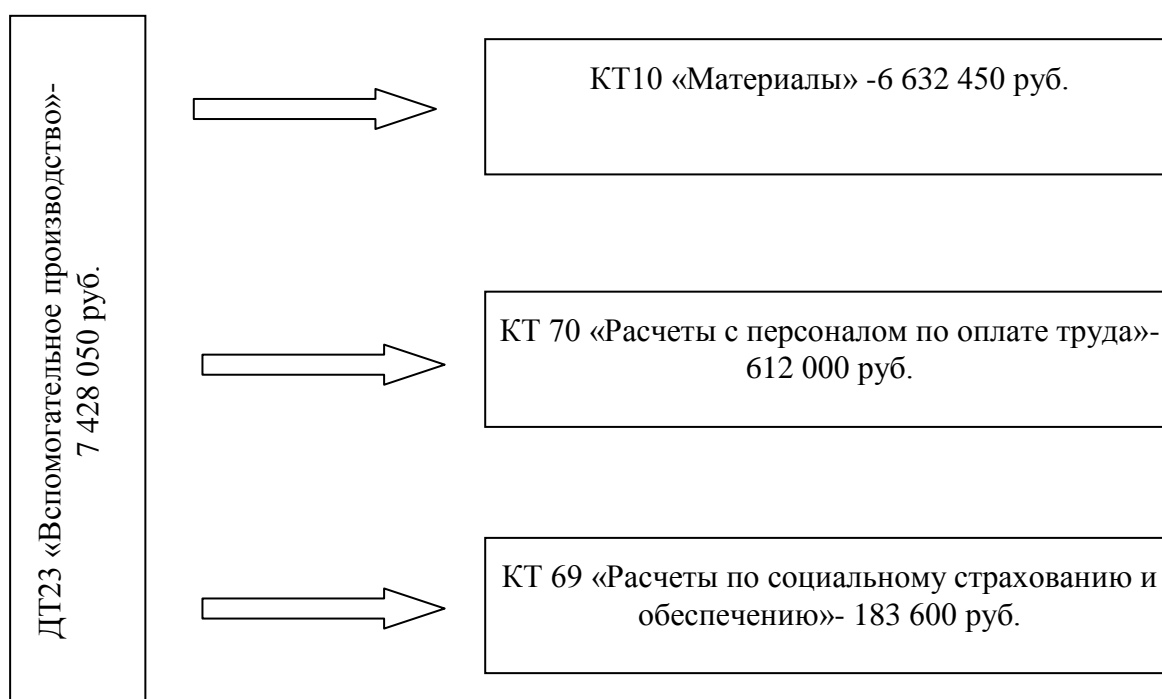 ДТ23 «Вспомогательное производство»-
7 428 050 руб.
КТ10 «Материалы» -6 632 450 руб.
КТ 70 «Расчеты с персоналом по оплате труда»-
612 000 руб.
КТ 69 «Расчеты по социальному страхованию и
обеспечению»- 183 600 руб.